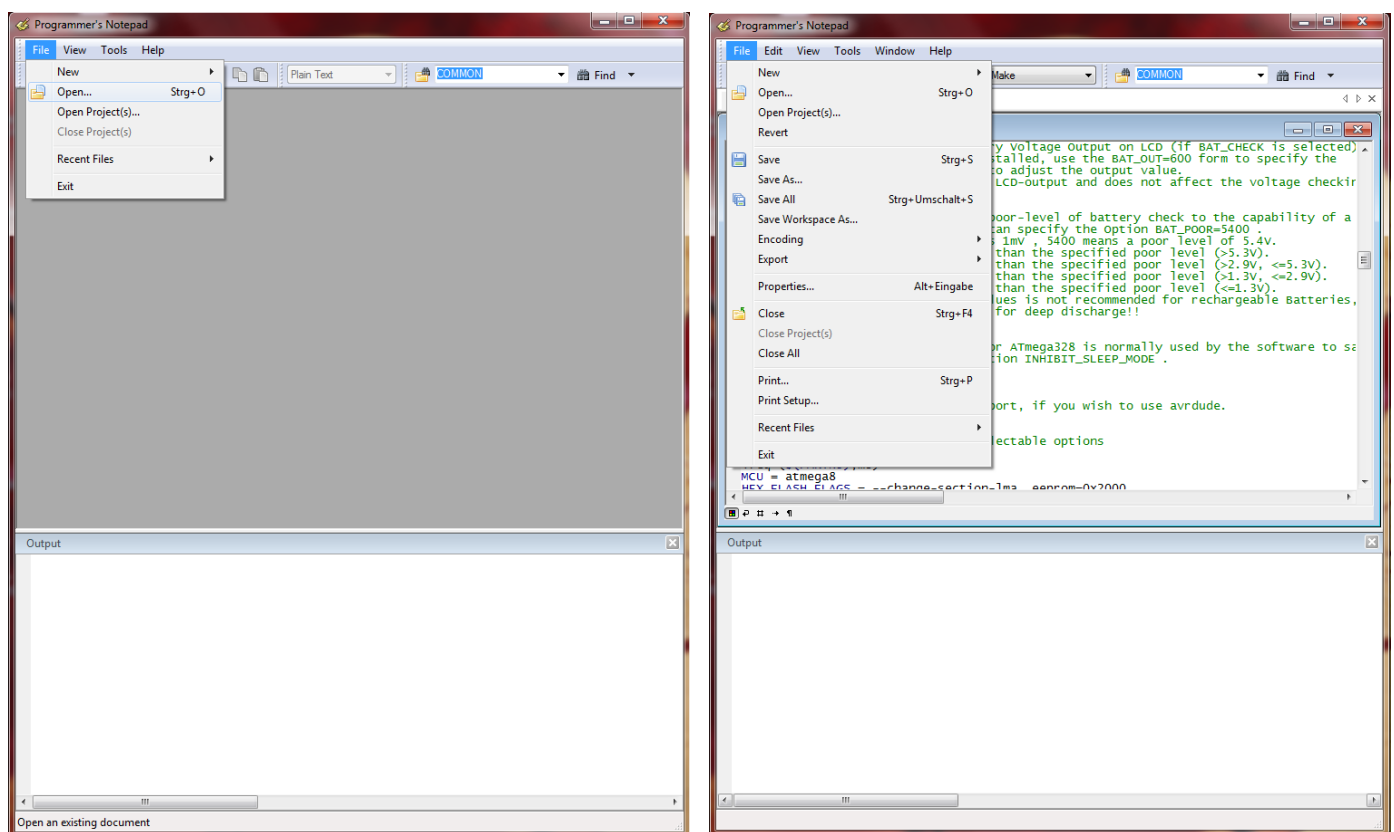 Programmer's Notepad
File View Tools Help
Plain Text COMMON Find
New
Open... Strg+O
Open Project(s)...
Close Project(s)
Recent Files
Exit
Output
Open an existing document
Programmer's Notepad
File Edit View Tools Window Help
Make COMMON Find
New
Open... Strg+O
Open Project(s)...
Revert
Save Strg+S
Save As...
Save All Strg+Umschalt+S
Save Workspace As...
Encoding
Export
Properties... Alt+Eingabe
Close Strg+F4
Close Project(s)
Close All
Print... Strg+P
Print Setup...
Recent Files
Exit
y Voltage Output on LCD (if BAT_CHECK is selected)
stalled, use the BAT_OUT=600 form to specify the
to adjust the output value.
LCD-output and does not affect the voltage checkin
poor-level of battery check to the capability of a
can specify the Option BAT_POOR=5400 .
s 1mV , 5400 means a poor level of 5.4V.
than the specified poor level (>5.3V).
than the specified poor level (>2.9V, <=5.3V).
than the specified poor level (>1.3V, <=2.9V).
than the specified poor level (<=1.3V).
lues is not recommended for rechargeable Batteries,
for deep discharge!!
or ATmega328 is normally used by the software to sa
tion INHIBIT_SLEEP_MODE .
port, if you wish to use avrdude.
lectable options
MCU = atmega8
HEX_FLASH_FLAGS = --change-section-lma .eeprom=0x2000
Output